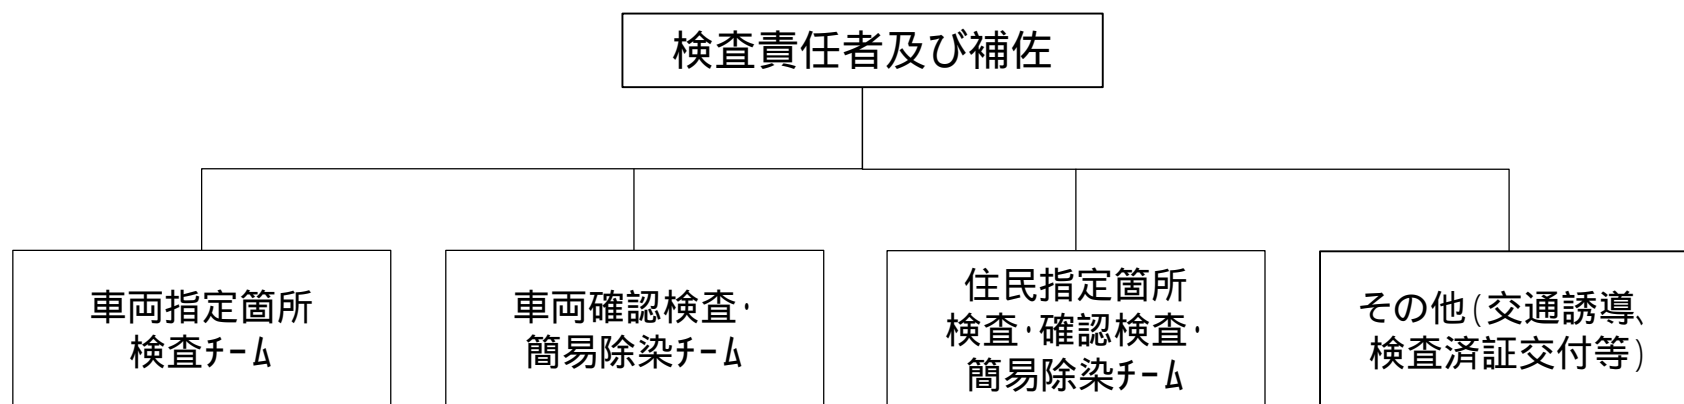 検査責任者及び補佐
車両指定箇所
検査ﾁｰﾑ
車両確認検査･
簡易除染ﾁｰﾑ
住民指定箇所
検査･確認検査･
簡易除染ﾁｰﾑ
その他(交通誘導、
検査済証交付等)